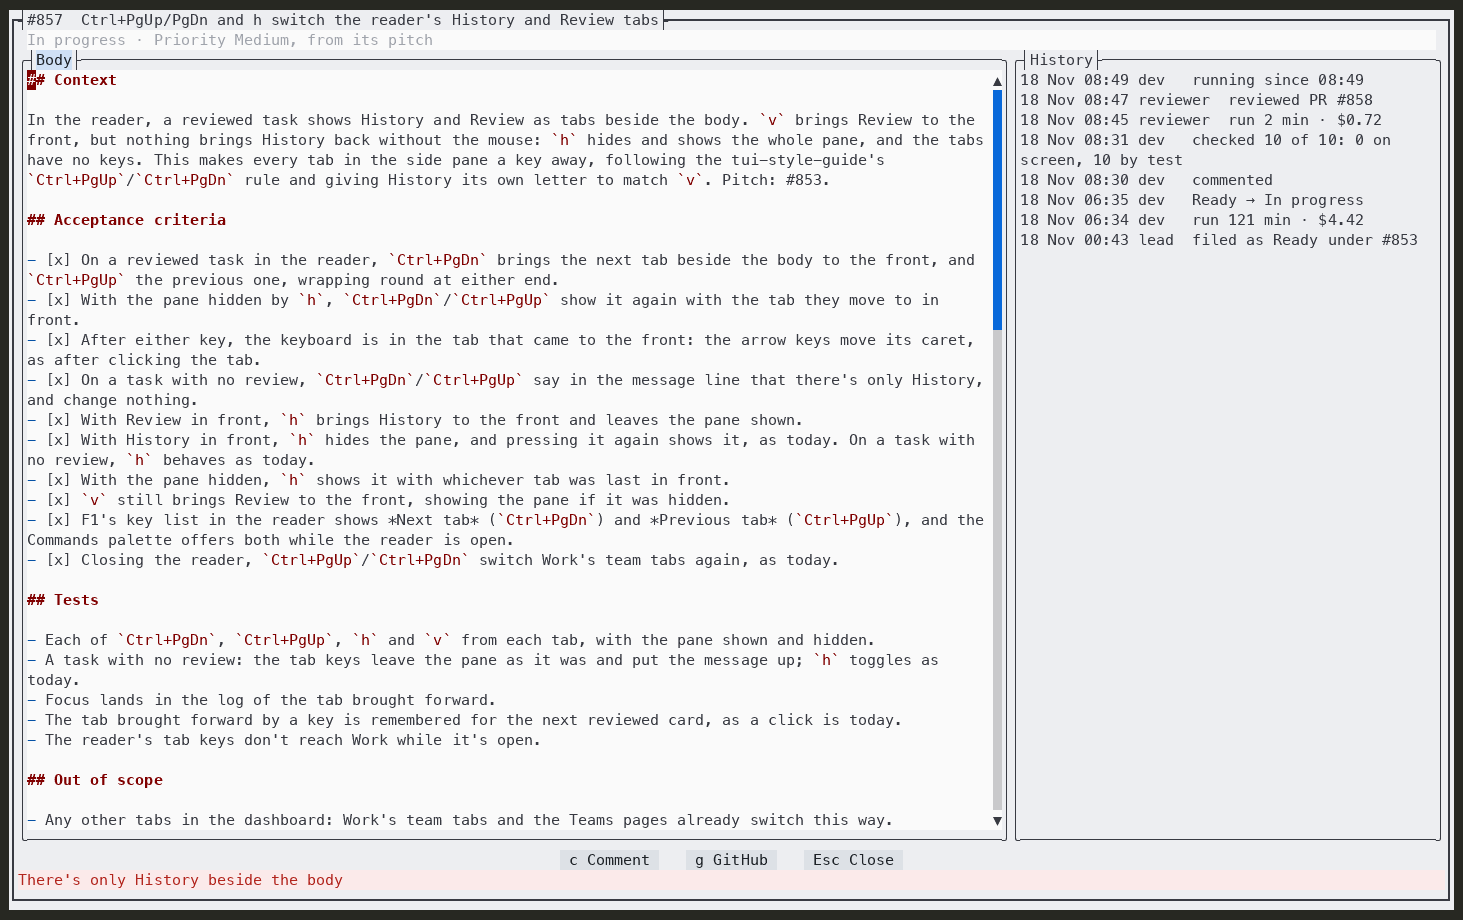 #857  Ctrl+PgUp/PgDn and h switch the reader's History and Review tabs
In progress · Priority Medium, from its pitch
Body
## Context
In the reader, a reviewed task shows History and Review as tabs beside the body. `v` brings Review to the
front, but nothing brings History back without the mouse: `h` hides and shows the whole pane, and the tabs
have no keys. This makes every tab in the side pane a key away, following the tui-style-guide's
`Ctrl+PgUp`/`Ctrl+PgDn` rule and giving History its own letter to match `v`. Pitch: #853.
## Acceptance criteria
- [x] On a reviewed task in the reader, `Ctrl+PgDn` brings the next tab beside the body to the front, and
`Ctrl+PgUp` the previous one, wrapping round at either end.
- [x] With the pane hidden by `h`, `Ctrl+PgDn`/`Ctrl+PgUp` show it again with the tab they move to in
front.
- [x] After either key, the keyboard is in the tab that came to the front: the arrow keys move its caret,
as after clicking the tab.
- [x] On a task with no review, `Ctrl+PgDn`/`Ctrl+PgUp` say in the message line that there's only History,
and change nothing.
- [x] With Review in front, `h` brings History to the front and leaves the pane shown.
- [x] With History in front, `h` hides the pane, and pressing it again shows it, as today. On a task with
no review, `h` behaves as today.
- [x] With the pane hidden, `h` shows it with whichever tab was last in front.
- [x] `v` still brings Review to the front, showing the pane if it was hidden.
- [x] F1's key list in the reader shows *Next tab* (`Ctrl+PgDn`) and *Previous tab* (`Ctrl+PgUp`), and the
Commands palette offers both while the reader is open.
- [x] Closing the reader, `Ctrl+PgUp`/`Ctrl+PgDn` switch Work's team tabs again, as today.
## Tests
- Each of `Ctrl+PgDn`, `Ctrl+PgUp`, `h` and `v` from each tab, with the pane shown and hidden.
- A task with no review: the tab keys leave the pane as it was and put the message up; `h` toggles as
today.
- Focus lands in the log of the tab brought forward.
- The tab brought forward by a key is remembered for the next reviewed card, as a click is today.
- The reader's tab keys don't reach Work while it's open.
## Out of scope
- Any other tabs in the dashboard: Work's team tabs and the Teams pages already switch this way.
History
18 Nov 08:49 dev   running since 08:49
18 Nov 08:47 reviewer  reviewed PR #858
18 Nov 08:45 reviewer  run 2 min · $0.72
18 Nov 08:31 dev   checked 10 of 10: 0 on
screen, 10 by test
18 Nov 08:30 dev   commented
18 Nov 06:35 dev   Ready → In progress
18 Nov 06:34 dev   run 121 min · $4.42
18 Nov 00:43 lead  filed as Ready under #853
c Comment   g GitHub   Esc Close
There's only History beside the body